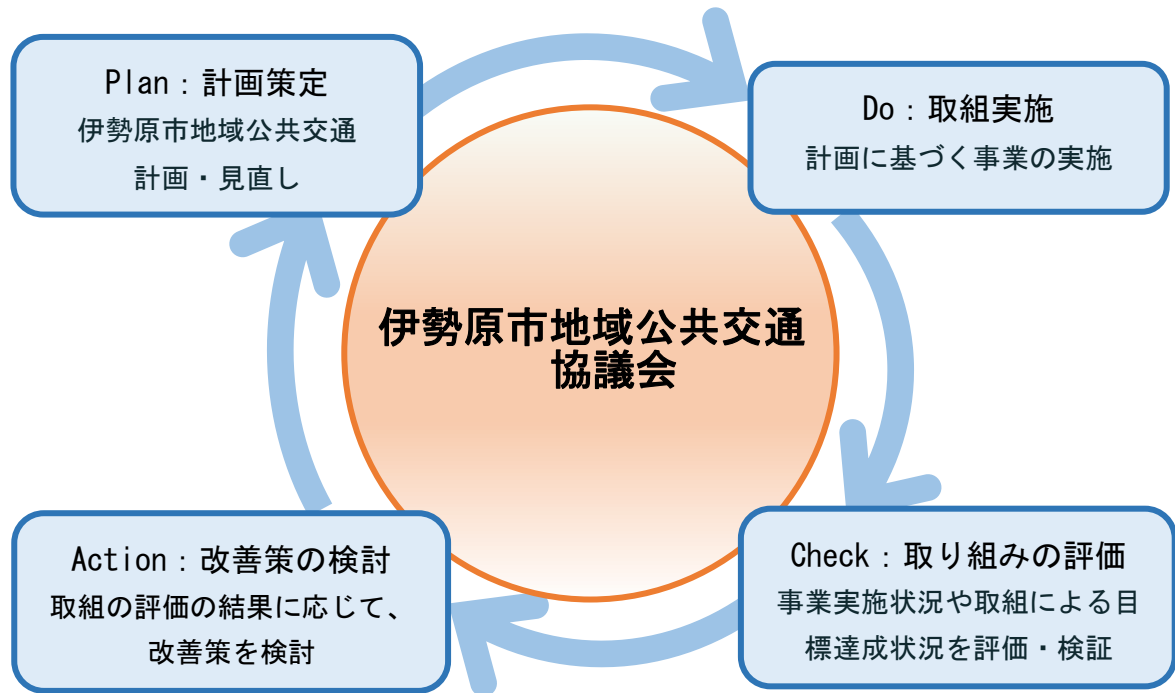 Plan：計画策定
伊勢原市地域公共交通
計画・見直し
Do：取組実施
計画に基づく事業の実施
伊勢原市地域公共交通
協議会
Action：改善策の検討
取組の評価の結果に応じて、
改善策を検討
Check：取り組みの評価
事業実施状況や取組による目
標達成状況を評価・検証